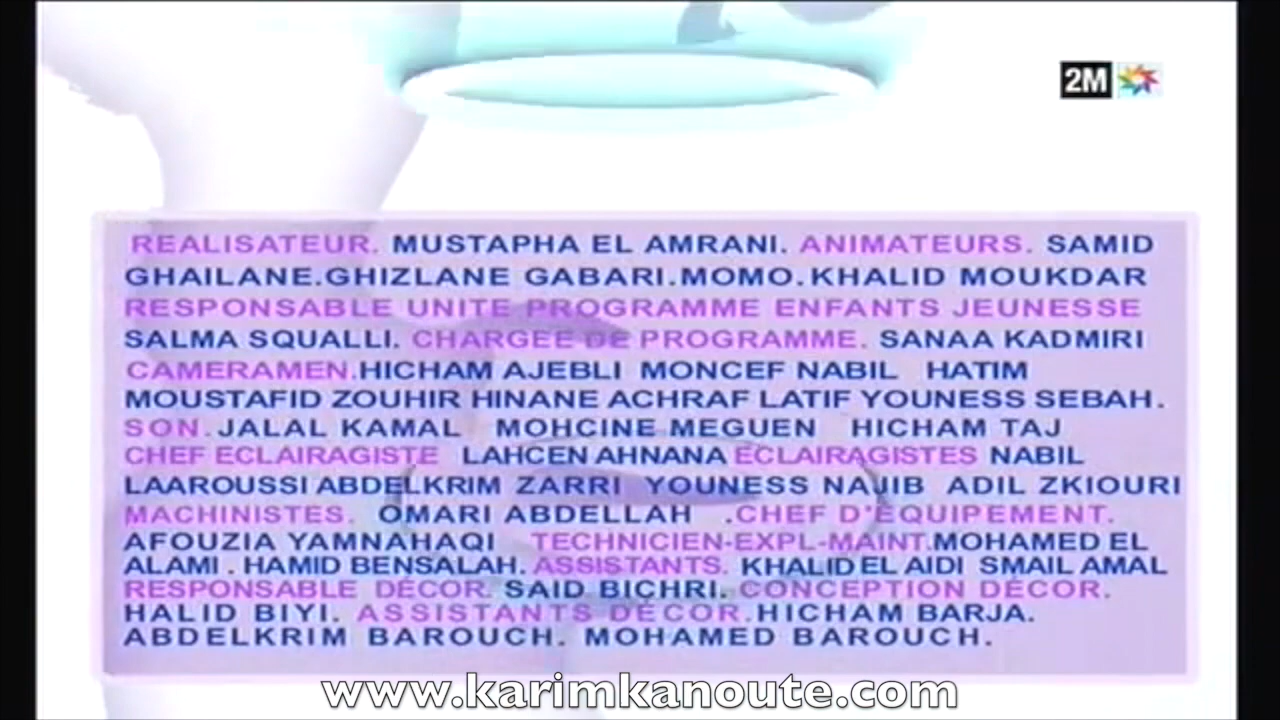 2M
REALISATEUR. MUSTAPHA EL AMRANI. ANIMATEURS. SAMID
GHAILANE.GHIZLANE GABARI.MOMO.KHALID MOUKDAR
RESPONSABLE UNITE PROGRAMME ENFANTS JEUNESSE
SALMA SQUALLI. CHARGEE DE PROGRAMME. SANAA KADMIRI
CAMERAMEN.HICHAM AJEBLI MONCEF NABIL HATIM
MOUSTAFID ZOUHIR HINANE ACHRAF LATIF YOUNESS SEBAH.
SON.JALAL KAMAL MOHCINE MEGUEN HICHAM TAJ
CHEF ECLAIRAGISTE LAHCEN AHNANA ECLAIRAGISTES NABIL
LAAROUSSI ABDELKRIM ZARRI YOUNESS NAJIB ADIL ZKIOURI
MACHINISTES. OMARI ABDELLAH .CHEF D'EQUIPEMENT.
AFOUZIA YAMNAHAQI TECHNICIEN-EXPL-MAINT.MOHAMED EL
ALAMI . HAMID BENSALAH. ASSISTANTS. KHALID EL AIDI SMAIL AMAL
RESPONSABLE DÉCOR. SAID BICHRI. CONCEPTION DÉCOR.
HALID BIYI. ASSISTANTS DÉCOR.HICHAM BARJA.
ABDELKRIM BAROUCH. MOHAMED BAROUCH.
www.karimkanoute.com